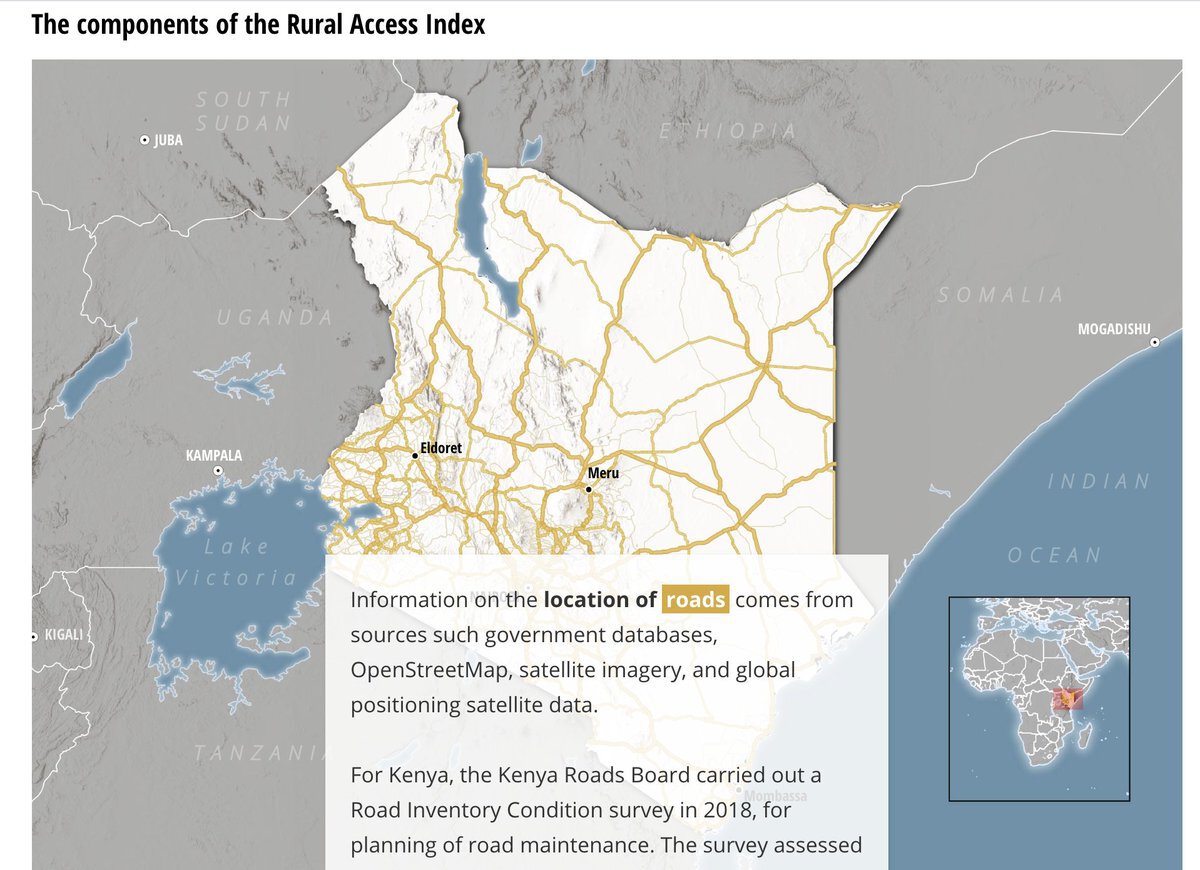 The components of the Rural Access Index
SOUTH
SUDAN
JUBA
ETHIOPIA
UGANDA
SOMALIA
MOGADISHU
Eldoret
KAMPALA
Meru
INDIAN
OCEAN
Lake
Victoria
KIGALI
TANZANIA
Information on the location of roads comes from
sources such government databases,
OpenStreetMap, satellite imagery, and global
positioning satellite data.
For Kenya, the Kenya Roads Board carried out a
Mombassa
Road Inventory Condition survey in 2018, for
planning of road maintenance. The survey assessed